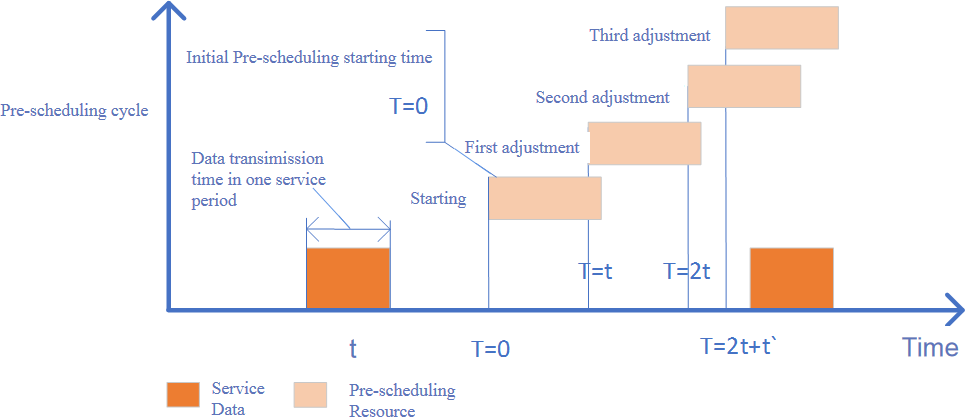 Third adjustment
Initial Pre-scheduling starting time
Second adjustment
T=0
Pre-scheduling cycle
First adjustment
Data transimission
time in one service
period
Starting
T=t
T=2t
t
T=0
T=2t+t`
Time
Service
Data
Pre-scheduling
Resource